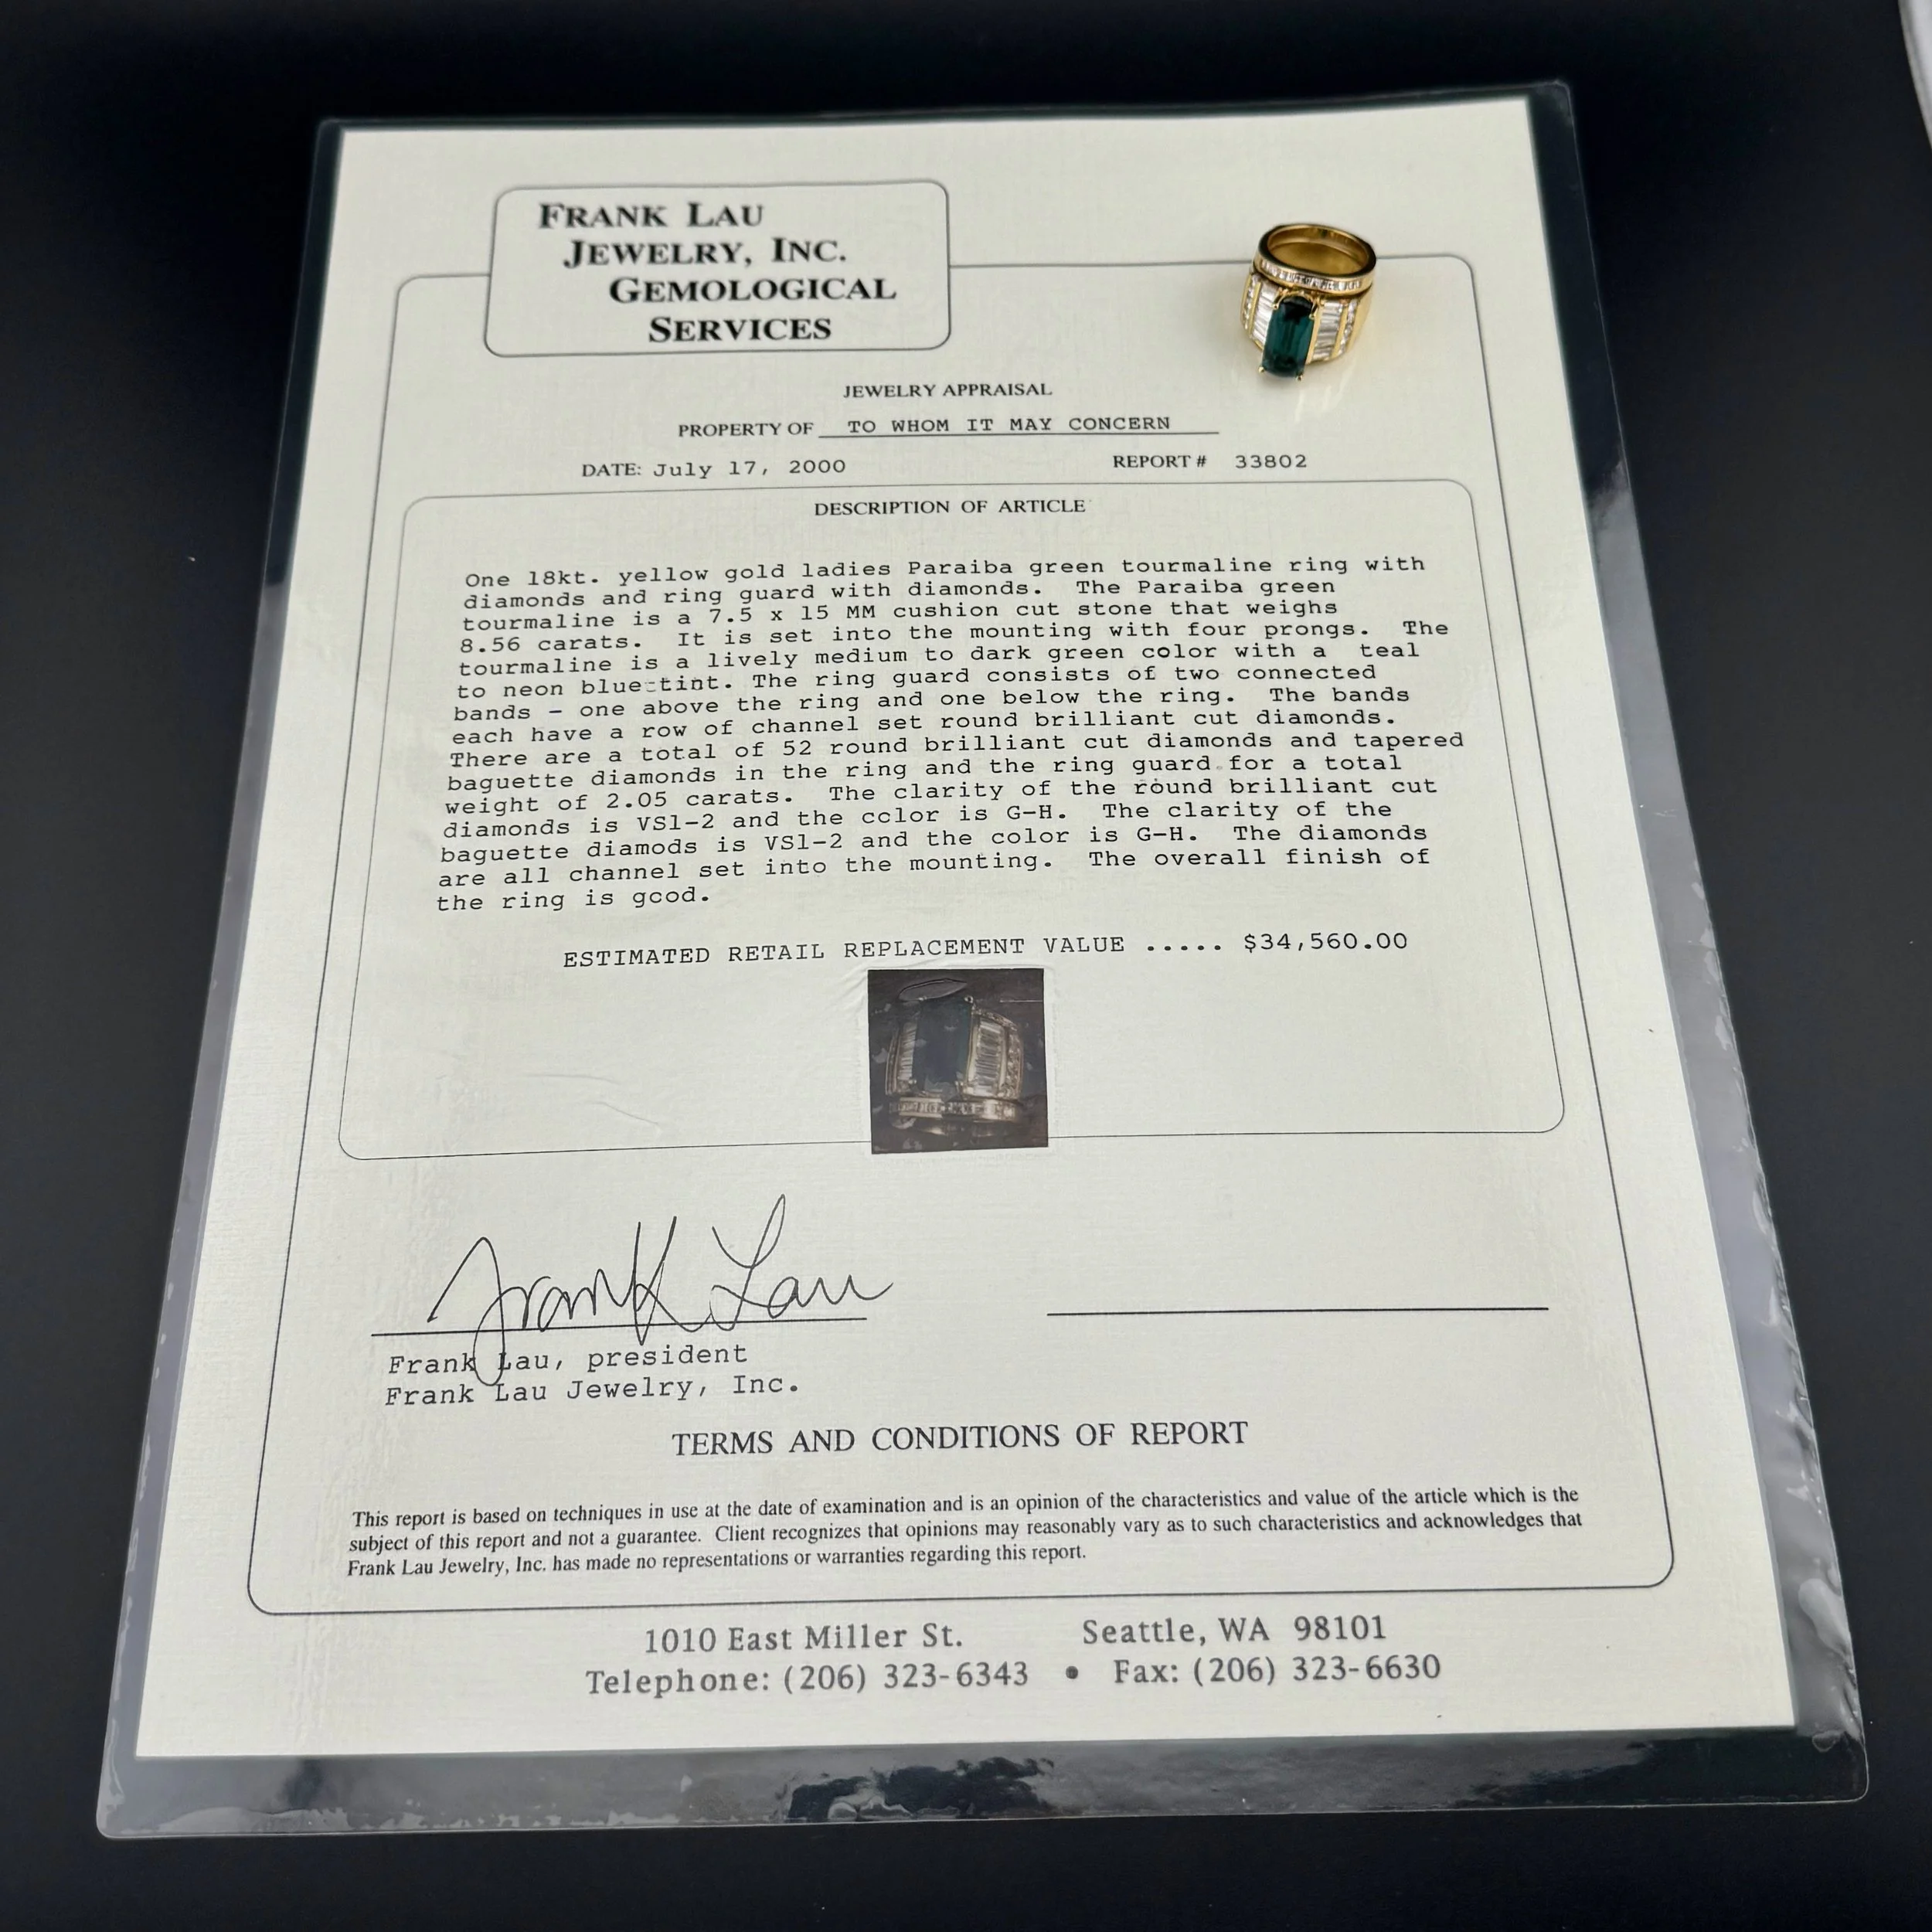 FRANK LAU
JEWELRY, INC.
GEMOLOGICAL
SERVICES
JEWELRY APPRAISAL
PROPERTY OF TO WHOM IT MAY CONCERN
DATE: July 17, 2000 REPORT # 33802
DESCRIPTION OF ARTICLE
One 18kt. yellow gold ladies Paraiba green tourmaline ring with
diamonds and ring guard with diamonds. The Paraiba green
tourmaline is a 7.5 x 15 MM cushion cut stone that weighs
8.56 carats. It is set into the mounting with four prongs. The
tourmaline is a lively medium to dark green color with a teal
to neon blue-tint. The ring guard consists of two connected
bands - one above the ring and one below the ring. The bands
each have a row of channel set round brilliant cut diamonds.
There are a total of 52 round brilliant cut diamonds and tapered
baguette diamonds in the ring and the ring guard for a total
weight of 2.05 carats. The clarity of the round brilliant cut
diamonds is VS1-2 and the cclor is G-H. The clarity of the
baguette diamods is VS1-2 and the color is G-H. The diamonds
are all channel set into the mounting. The overall finish of
the ring is gcod.
ESTIMATED RETAIL REPLACEMENT VALUE ..... $34,560.00
Frank Lau
Frank Lau, president
Frank Lau Jewelry, Inc.
TERMS AND CONDITIONS OF REPORT
This report is based on techniques in use at the date of examination and is an opinion of the characteristics and value of the article which is the
subject of this report and not a guarantee. Client recognizes that opinions may reasonably vary as to such characteristics and acknowledges that
Frank Lau Jewelry, Inc. has made no representations or warranties regarding this report.
1010 East Miller St. Seattle, WA 98101
Telephone: (206) 323-6343 • Fax: (206) 323-6630